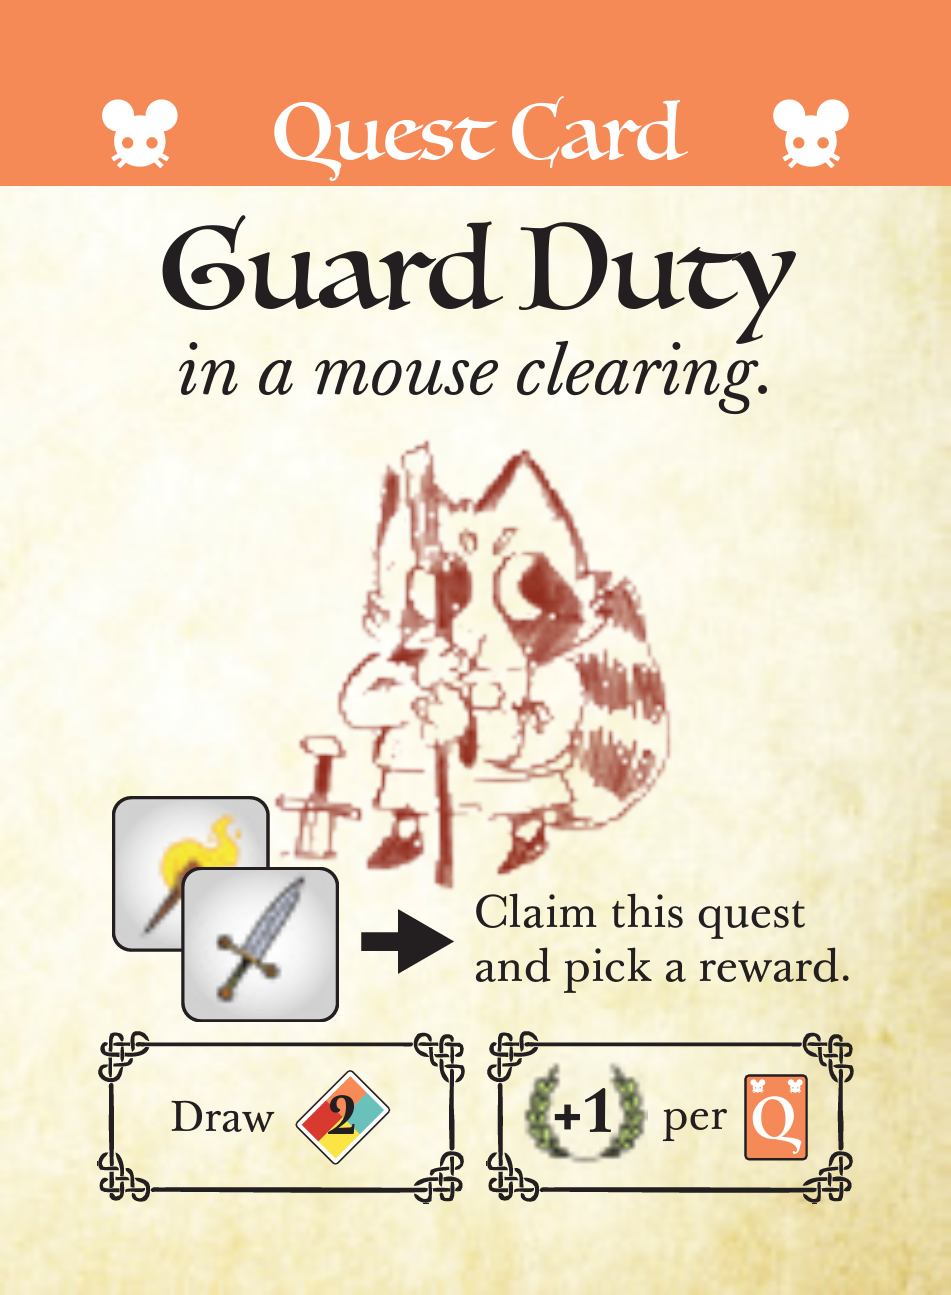 Quest Card
Guard Duty
in a mouse clearing.
Claim this quest
and pick a reward.
Draw 2
+1 per Q